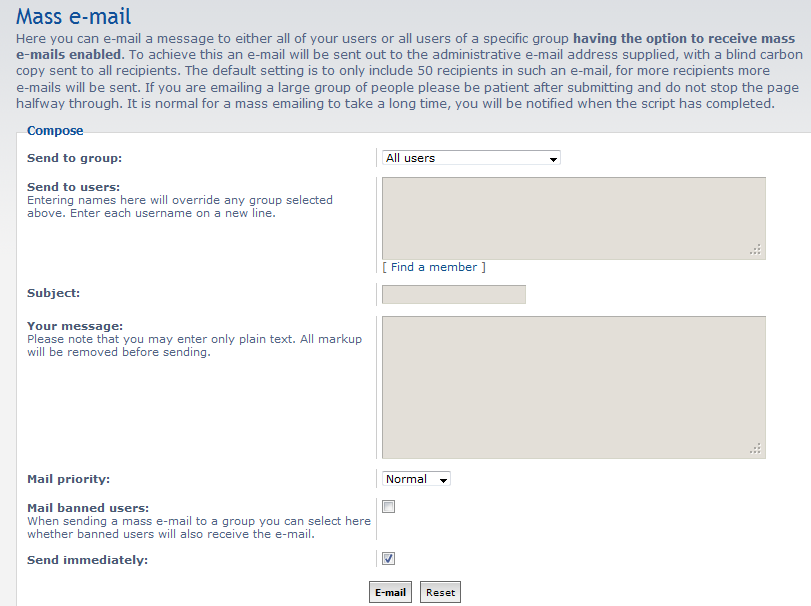 Mass e-mail
Here you can e-mail a message to either all of your users or all users of a specific group having the option to receive mass
e-mails enabled. To achieve this an e-mail will be sent out to the administrative e-mail address supplied, with a blind carbon
copy sent to all recipients. The default setting is to only include 50 recipients in such an e-mail, for more recipients more
e-mails will be sent. If you are emailing a large group of people please be patient after submitting and do not stop the page
halfway through. It is normal for a mass emailing to take a long time, you will be notified when the script has completed.
Compose
Send to group:
All users
Send to users:
Entering names here will override any group selected
above. Enter each username on a new line.
[ Find a member ]
Subject:
Your message:
Please note that you may enter only plain text. All markup
will be removed before sending.
Mail priority:
Normal
Mail banned users:
When sending a mass e-mail to a group you can select here
whether banned users will also receive the e-mail.
Send immediately:
E-mail
Reset